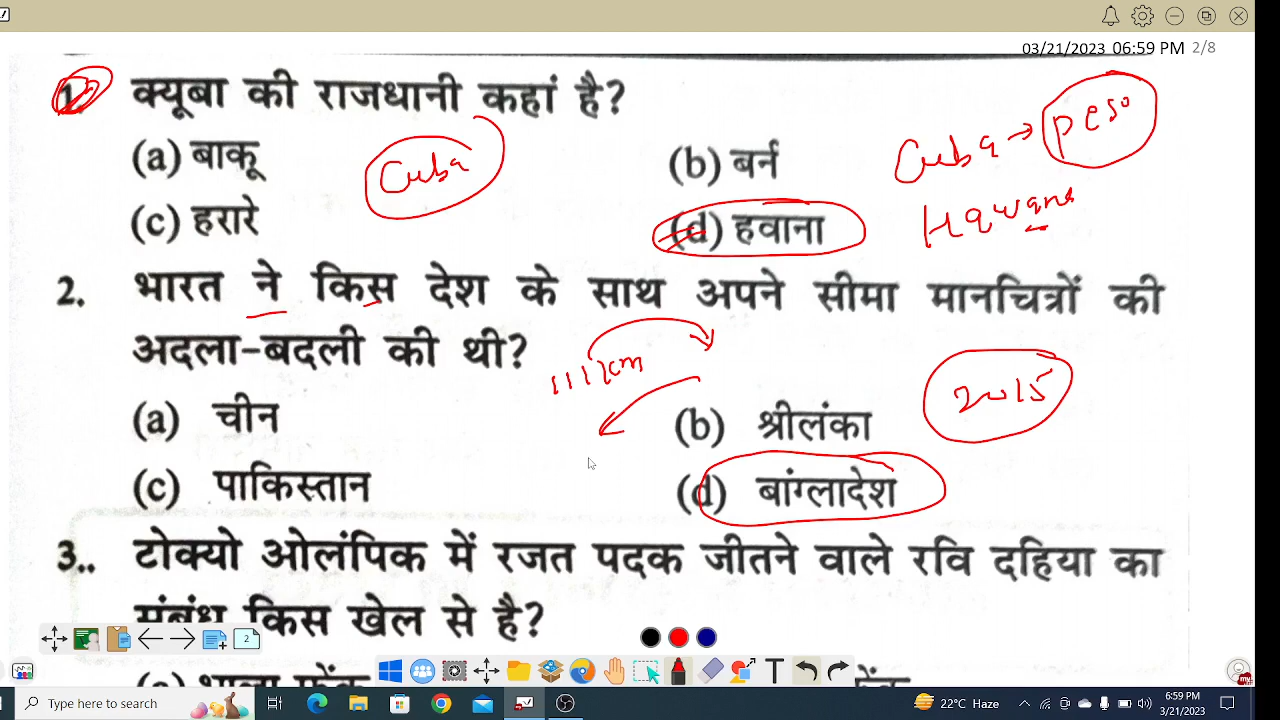 03/21/2023 06:59 PM 2/8
1. क्यूबा की राजधानी कहां है?
(a) बाकू
(b) बर्न
(c) हरारे
(d) हवाना
Cuba
Cuba → peso
Havana
2. भारत ने किस देश के साथ अपने सीमा मानचित्रों की
अदला-बदली की थी?
(a) चीन
(b) श्रीलंका
(c) पाकिस्तान
(d) बांग्लादेश
2015
3.. टोक्यो ओलंपिक में रजत पदक जीतने वाले रवि दहिया का
संबंध किस खेल से है?
2
Type here to search
22°C Haze
6:59 PM
3/21/2023